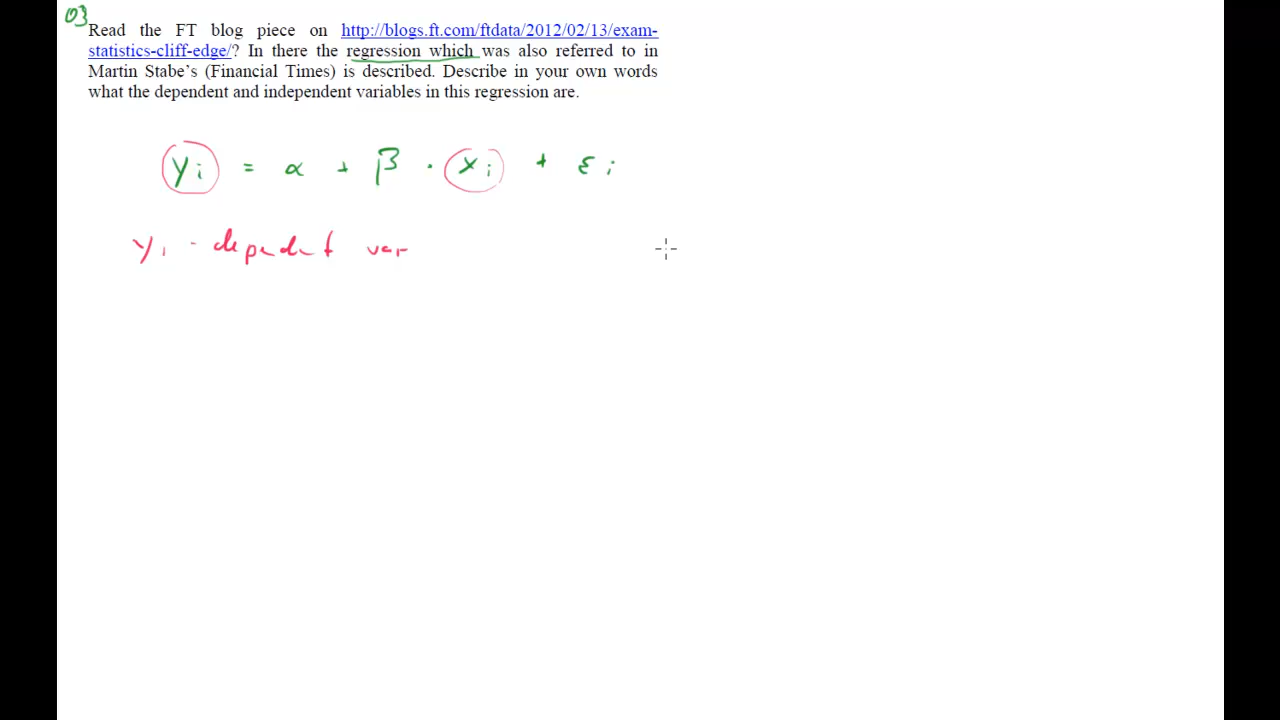 Q3
Read the FT blog piece on http://blogs.ft.com/ftdata/2012/02/13/exam-
statistics-cliff-edge/? In there the regression which was also referred to in
Martin Stabe's (Financial Times) is described. Describe in your own words
what the dependent and independent variables in this regression are.
yi = α + β · xi + εi
yi - dependent var